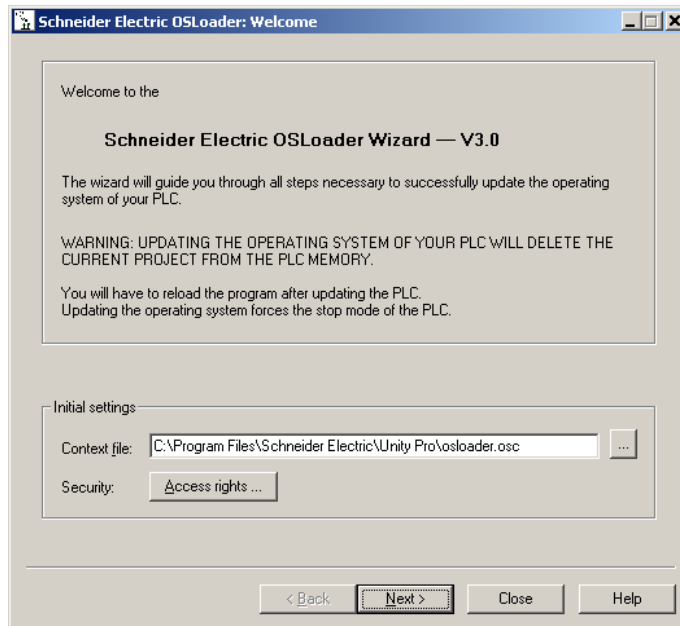 Schneider Electric OSLoader: Welcome
Welcome to the
Schneider Electric OSLoader Wizard — V3.0
The wizard will guide you through all steps necessary to successfully update the operating
system of your PLC.
WARNING: UPDATING THE OPERATING SYSTEM OF YOUR PLC WILL DELETE THE
CURRENT PROJECT FROM THE PLC MEMORY.
You will have to reload the program after updating the PLC.
Updating the operating system forces the stop mode of the PLC.
Initial settings
Context file: C:\Program Files\Schneider Electric\Unity Pro\osloader.osc ...
Security: Access rights ...
< Back Next > Close Help